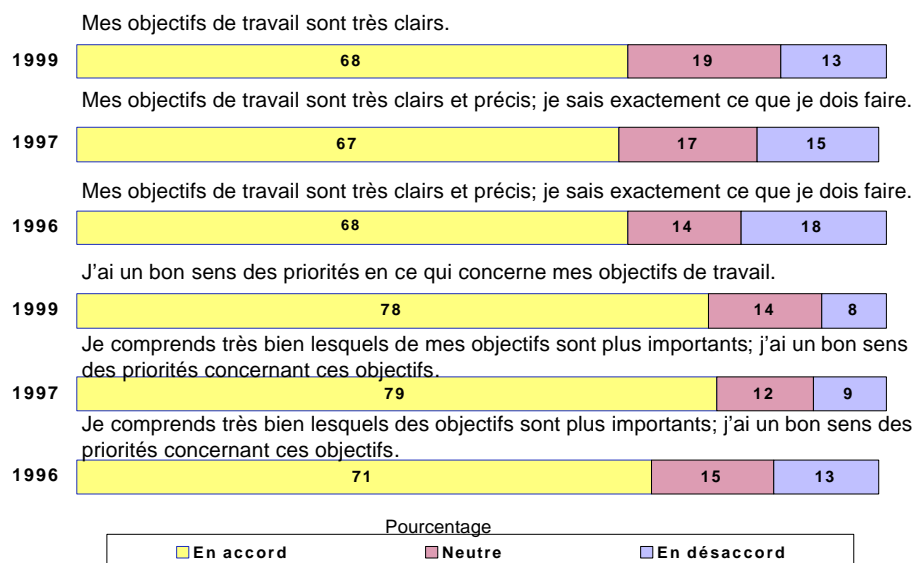 Mes objectifs de travail sont très clairs.
1999 68 19 13
Mes objectifs de travail sont très clairs et précis; je sais exactement ce que je dois faire.
1997 67 17 15
Mes objectifs de travail sont très clairs et précis; je sais exactement ce que je dois faire.
1996 68 14 18
J'ai un bon sens des priorités en ce qui concerne mes objectifs de travail.
1999 78 14 8
Je comprends très bien lesquels de mes objectifs sont plus importants; j'ai un bon sens
des priorités concernant ces objectifs.
1997 79 12 9
Je comprends très bien lesquels des objectifs sont plus importants; j'ai un bon sens des
priorités concernant ces objectifs.
1996 71 15 13
Pourcentage
En accord Neutre En désaccord